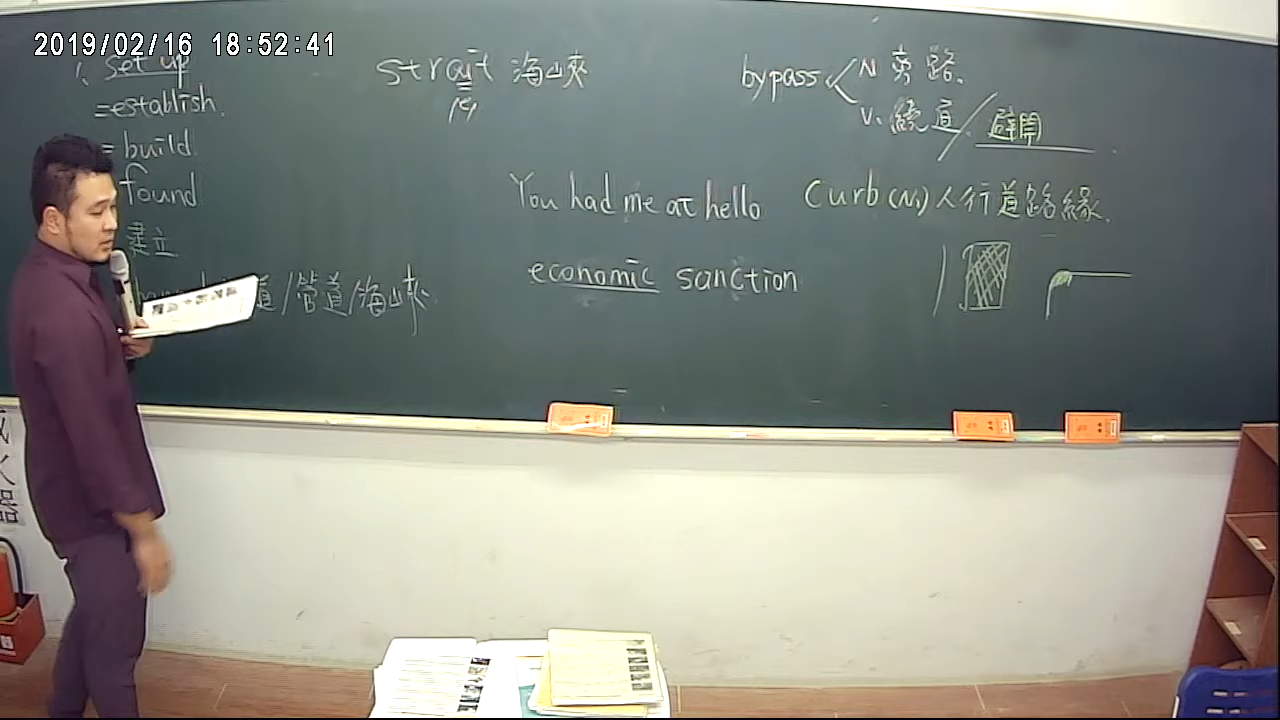 2019/02/16 18:52:41
1. set up
=establish.
= build.
found
建立
道/管道/海峽.
strait 海峽
[e]
You had me at hello
economic sanction
bypass N 旁路.
V. 繞道/避開
Curb (N) 人行道路緣.
火
器